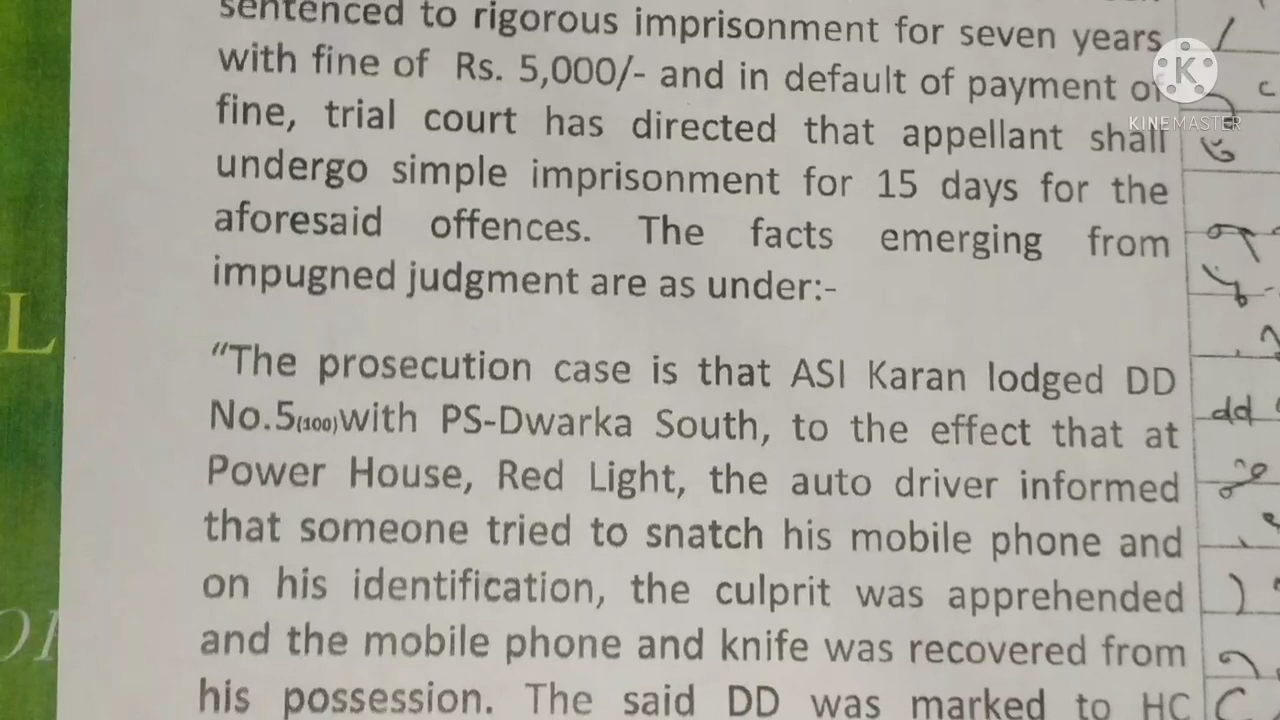 sentenced to rigorous imprisonment for seven years
with fine of Rs. 5,000/- and in default of payment of
fine, trial court has directed that appellant shall
undergo simple imprisonment for 15 days for the
aforesaid offences. The facts emerging from
impugned judgment are as under:-
“The prosecution case is that ASI Karan lodged DD
No.5(100)with PS-Dwarka South, to the effect that at
Power House, Red Light, the auto driver informed
that someone tried to snatch his mobile phone and
on his identification, the culprit was apprehended
and the mobile phone and knife was recovered from
his possession. The said DD was marked to HC
K
KINEMASTER
L
dd